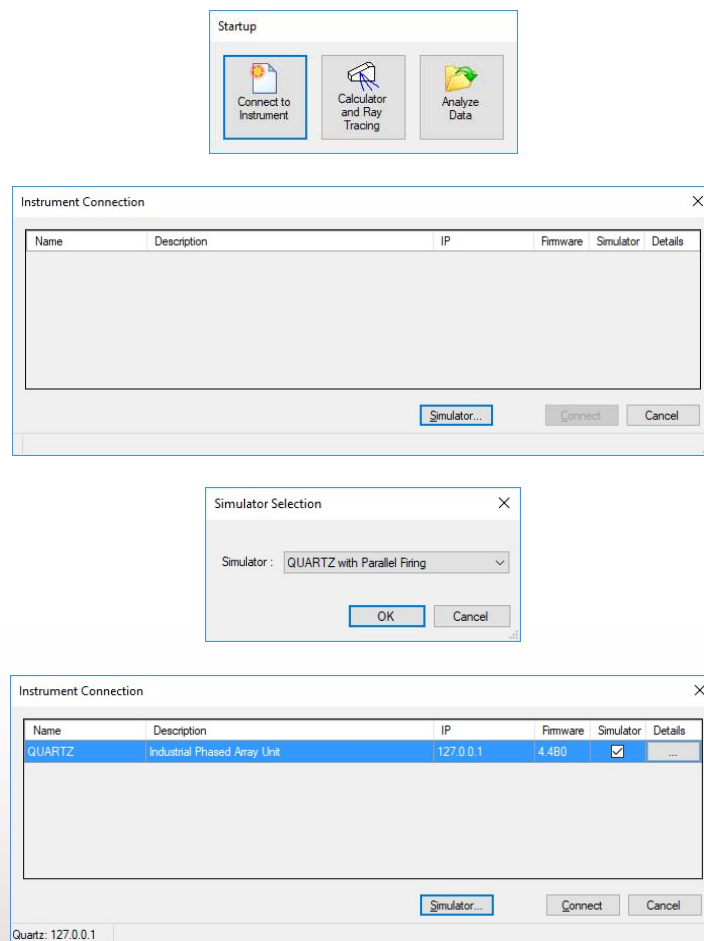 Startup
Connect to
Instrument
Calculator
and Ray
Tracing
Analyze
Data
Instrument Connection
Name Description IP Firmware Simulator Details
Simulator... Connect Cancel
Simulator Selection
Simulator : QUARTZ with Parallel Firing
OK Cancel
Instrument Connection
Name Description IP Firmware Simulator Details
QUARTZ Industrial Phased Array Unit 127.0.0.1 4.4B0 ...
Simulator... Connect Cancel
Quartz: 127.0.0.1